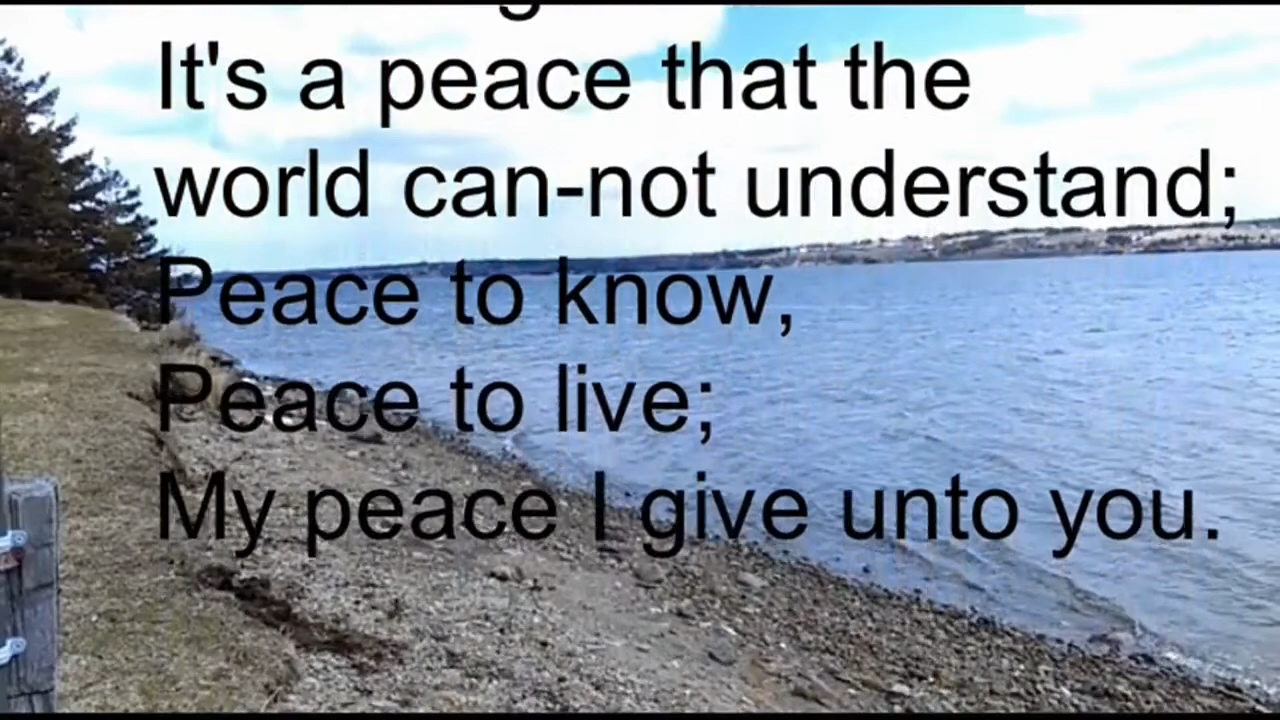 It's a peace that the
world can-not understand;
Peace to know,
Peace to live;
My peace I give unto you.